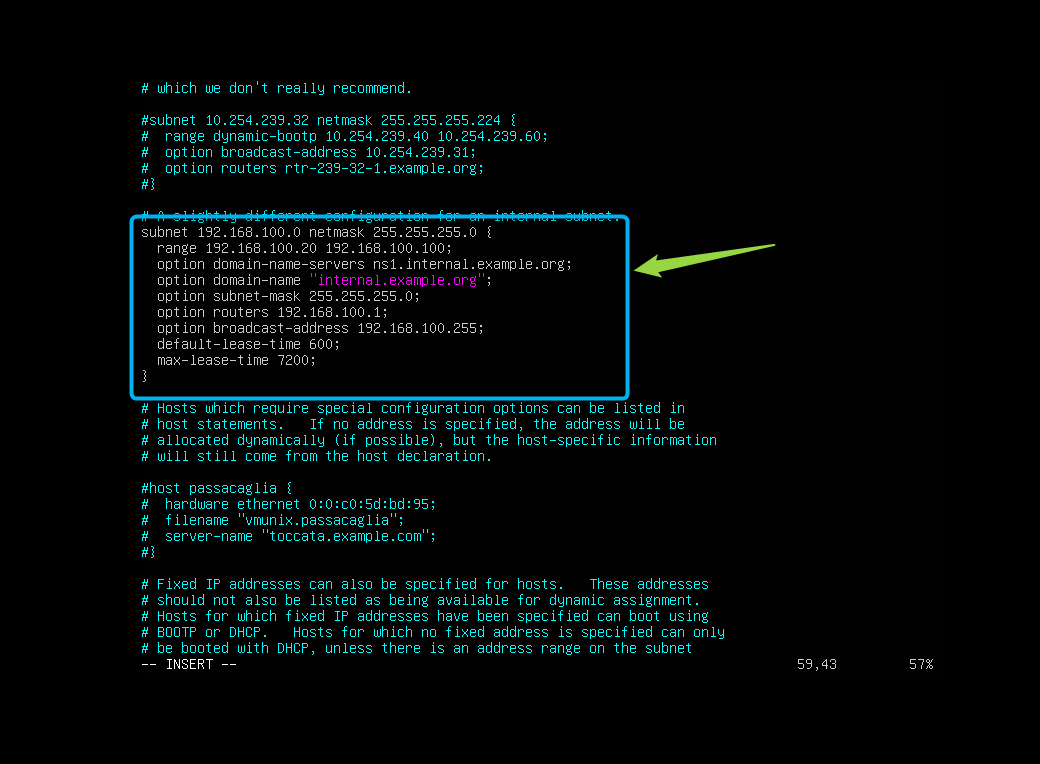 # which we don't really recommend.
#subnet 10.254.239.32 netmask 255.255.255.224 {
#  range dynamic-bootp 10.254.239.40 10.254.239.60;
#  option broadcast-address 10.254.239.31;
#  option routers rtr-239-32-1.example.org;
#}
# A slightly different configuration for an internal subnet.
subnet 192.168.100.0 netmask 255.255.255.0 {
  range 192.168.100.20 192.168.100.100;
  option domain-name-servers ns1.internal.example.org;
  option domain-name "internal.example.org";
  option subnet-mask 255.255.255.0;
  option routers 192.168.100.1;
  option broadcast-address 192.168.100.255;
  default-lease-time 600;
  max-lease-time 7200;
}
# Hosts which require special configuration options can be listed in
# host statements.   If no address is specified, the address will be
# allocated dynamically (if possible), but the host-specific information
# will still come from the host declaration.
#host passacaglia {
#  hardware ethernet 0:0:c0:5d:bd:95;
#  filename "vmunix.passacaglia";
#  server-name "toccata.example.com";
#}
# Fixed IP addresses can also be specified for hosts.   These addresses
# should not also be listed as being available for dynamic assignment.
# Hosts for which fixed IP addresses have been specified can boot using
# BOOTP or DHCP.   Hosts for which no fixed address is specified can only
# be booted with DHCP, unless there is an address range on the subnet
-- INSERT -- 59,43 57%